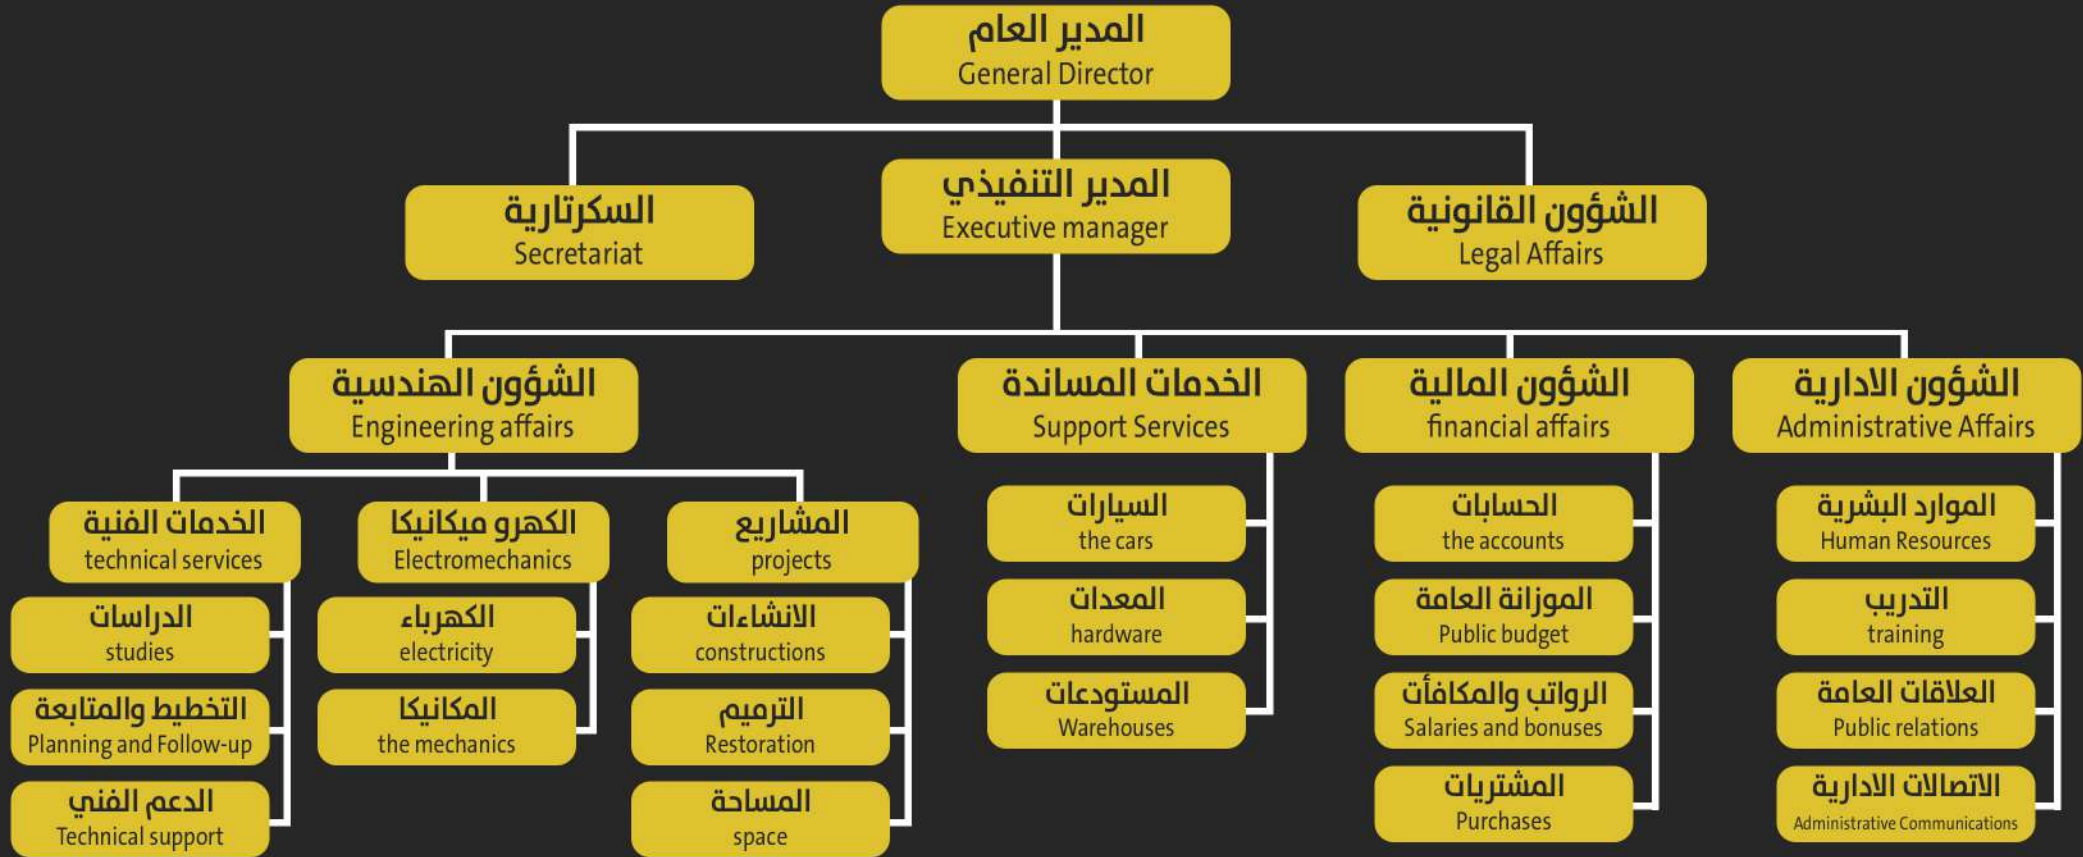 المدير العام
General Director
السكرتارية
Secretariat
المدير التنفيذي
Executive manager
الشؤون القانونية
Legal Affairs
الشؤون الهندسية
Engineering affairs
الخدمات المساندة
Support Services
الشؤون المالية
financial affairs
الشؤون الادارية
Administrative Affairs
الخدمات الفنية
technical services
الدراسات
studies
التخطيط والمتابعة
Planning and Follow-up
الدعم الفني
Technical support
الكهرو ميكانيكا
Electromechanics
الكهرباء
electricity
المكانيكا
the mechanics
المشاريع
projects
الانشاءات
constructions
الترميم
Restoration
المساحة
space
السيارات
the cars
المعدات
hardware
المستودعات
Warehouses
الحسابات
the accounts
الموزانة العامة
Public budget
الرواتب والمكافأت
Salaries and bonuses
المشتريات
Purchases
الموارد البشرية
Human Resources
التدريب
training
العلاقات العامة
Public relations
الاتصالات الادارية
Administrative Communications